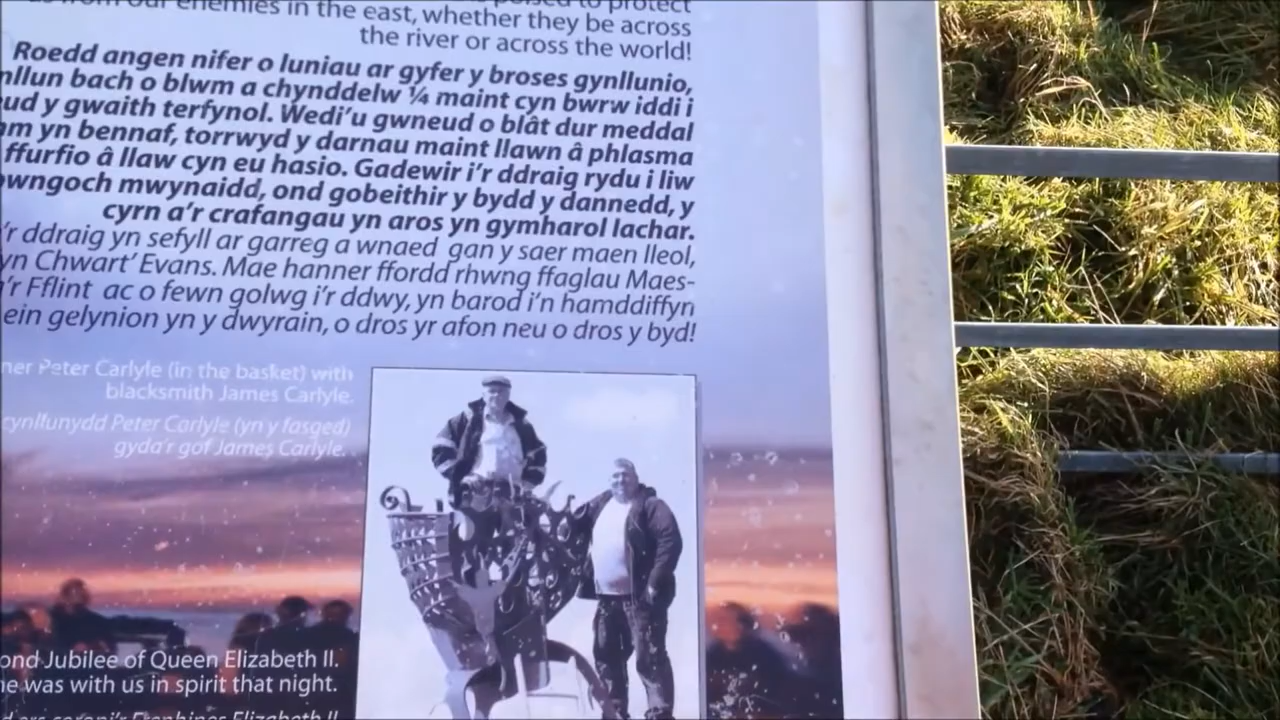 to protect
from our enemies in the east, whether they be across
the river or across the world!
Roedd angen nifer o luniau ar gyfer y broses gynllunio,
bach o blwm a chynddelw ¼ maint cyn bwrw iddi i
y gwaith terfynol. Wedi'u gwneud o blât dur meddal
yn bennaf, torrwyd y darnau maint llawn â phlasma
ffurfio â llaw cyn eu hasio. Gadewir i'r ddraig rydu i liw
mwynaidd, ond gobeithir y bydd y dannedd, y
cyrn a'r crafangau yn aros yn gymharol lachar.
'r ddraig yn sefyll ar garreg a wnaed gan y saer maen lleol,
yn Chwart' Evans. Mae hanner ffordd rhwng ffaglau Maes-
'r Fflint ac o fewn golwg i'r ddwy, yn barod i'n hamddiffyn
ein gelynion yn y dwyrain, o dros yr afon neu o dros y byd!
Peter Carlyle (in the basket) with
blacksmith James Carlyle.
cynllunydd Peter Carlyle (yn y fasged)
gyda'r gof James Carlyle.
ond Jubilee of Queen Elizabeth II.
was with us in spirit that night.
Elizabeth II